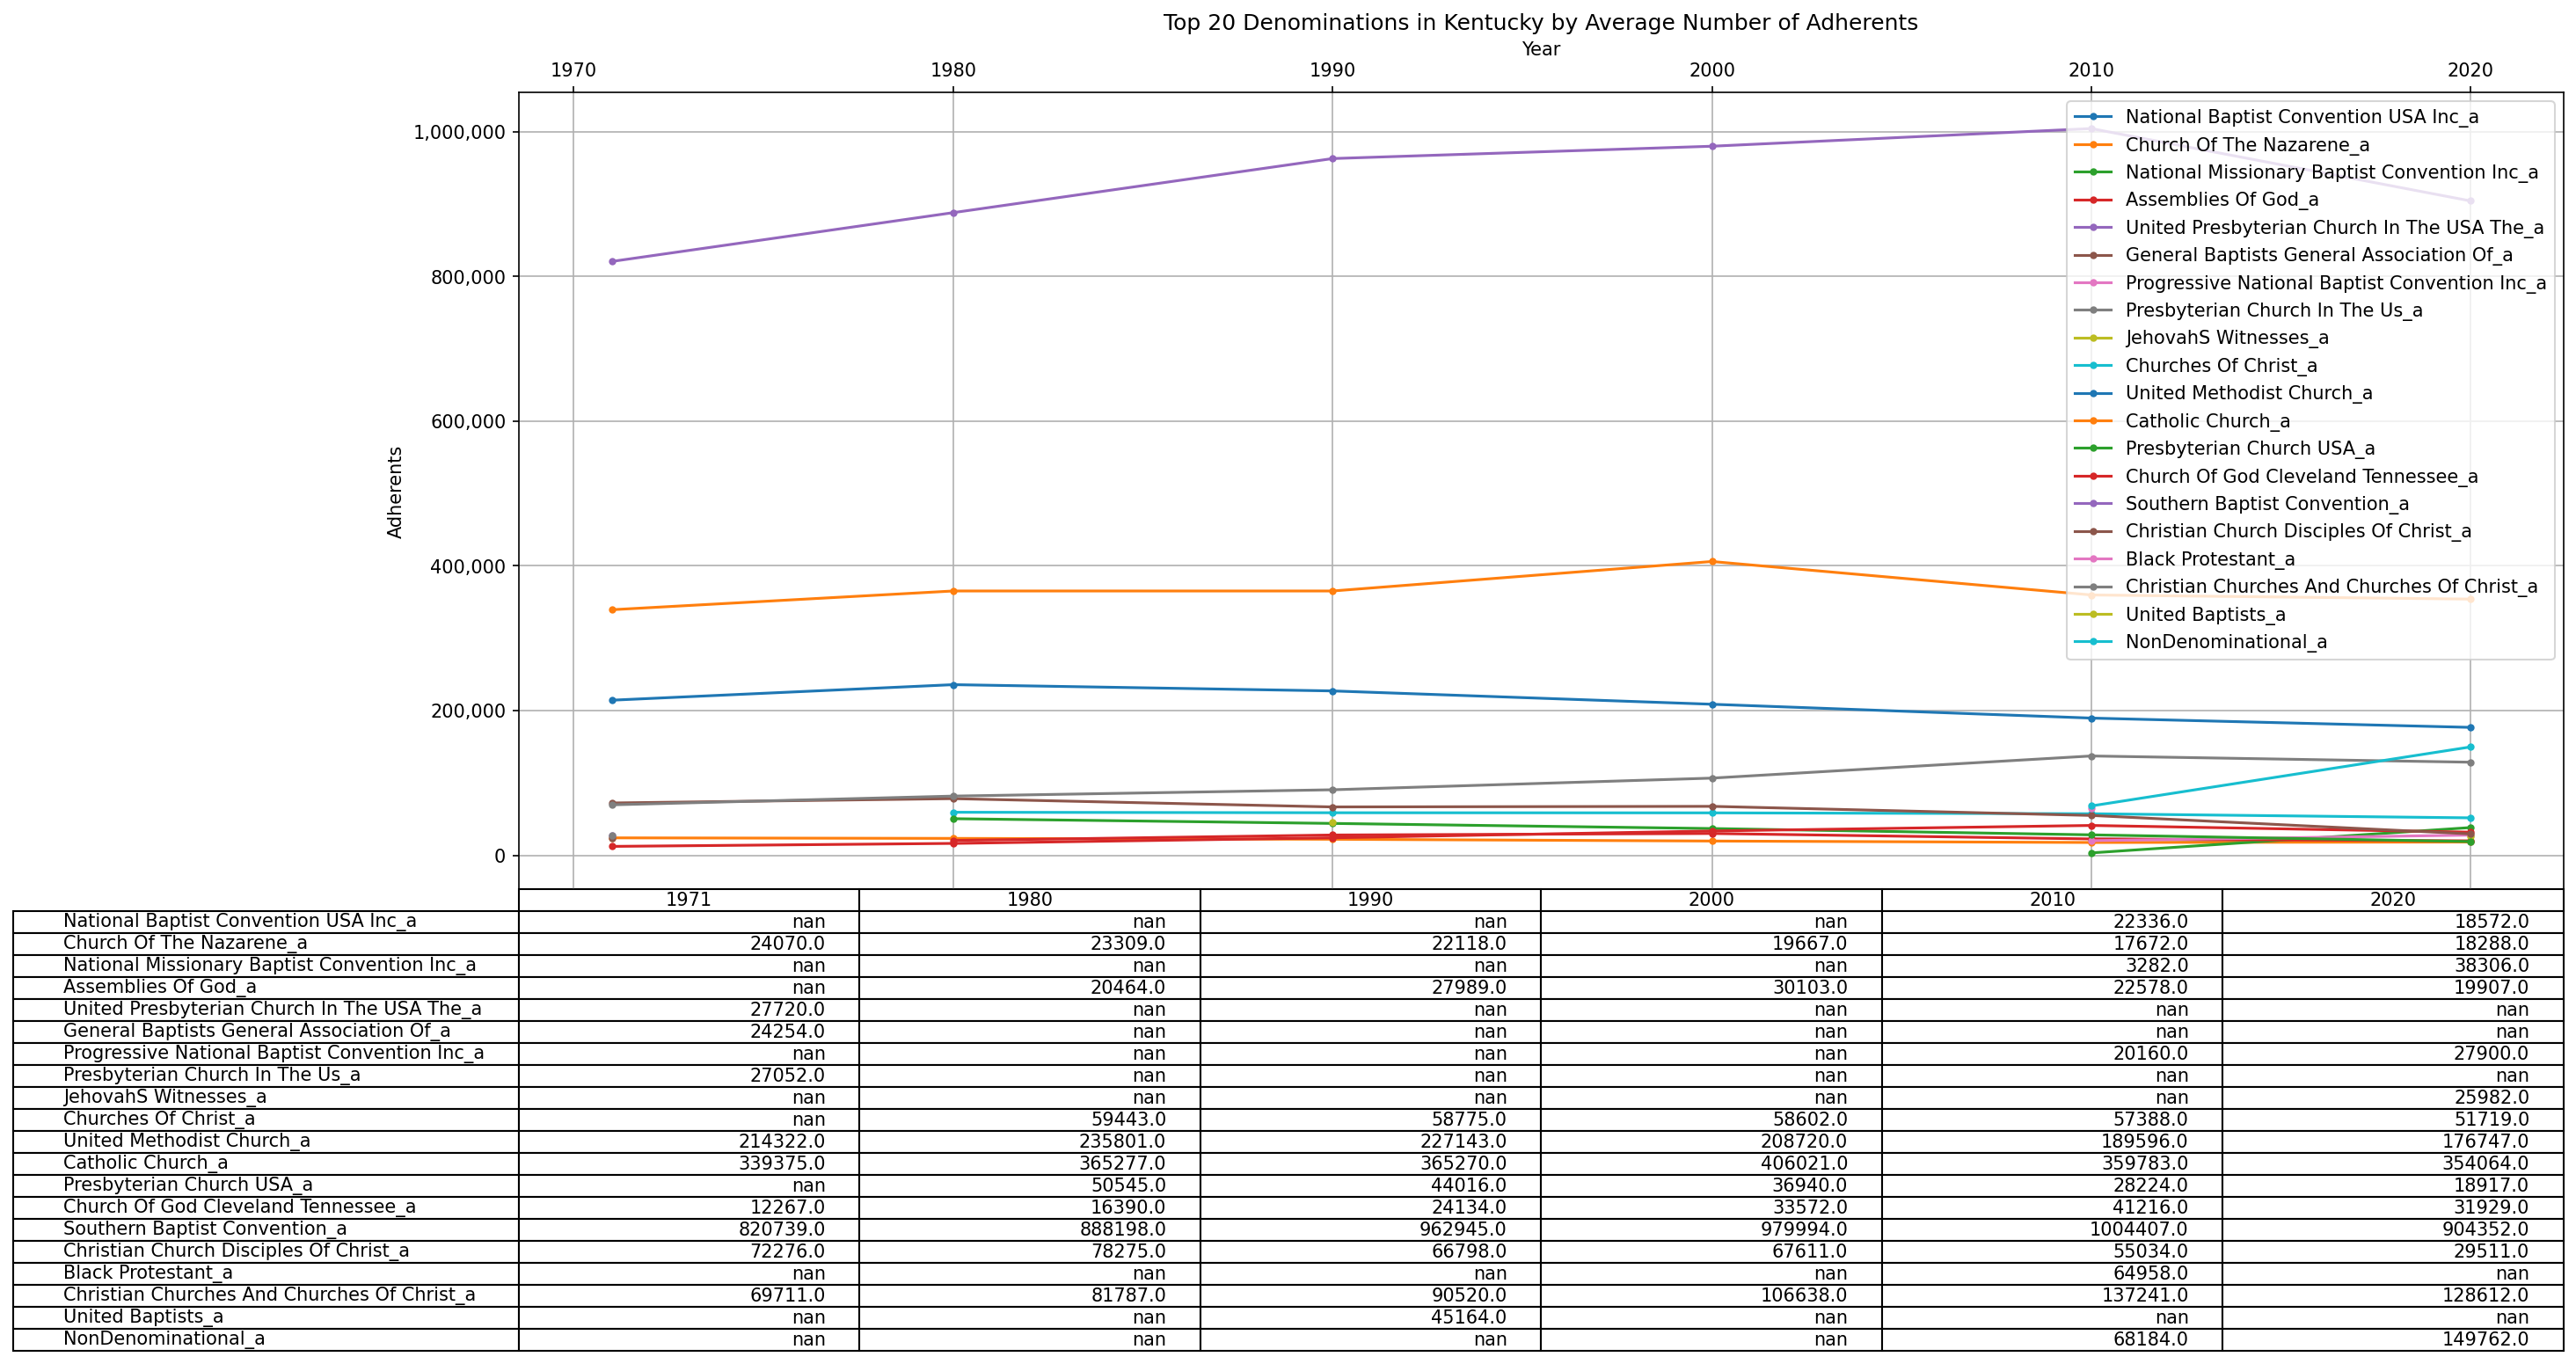 Top 20 Denominations in Kentucky by Average Number of Adherents
Year
1970 1980 1990 2000 2010 2020
1,000,000
800,000
600,000
400,000
200,000
0
Adherents
National Baptist Convention USA Inc_a
Church Of The Nazarene_a
National Missionary Baptist Convention Inc_a
Assemblies Of God_a
United Presbyterian Church In The USA The_a
General Baptists General Association Of_a
Progressive National Baptist Convention Inc_a
Presbyterian Church In The Us_a
JehovahS Witnesses_a
Churches Of Christ_a
United Methodist Church_a
Catholic Church_a
Presbyterian Church USA_a
Church Of God Cleveland Tennessee_a
Southern Baptist Convention_a
Christian Church Disciples Of Christ_a
Black Protestant_a
Christian Churches And Churches Of Christ_a
United Baptists_a
NonDenominational_a
1971 1980 1990 2000 2010 2020
National Baptist Convention USA Inc_a nan nan nan nan 22336.0 18572.0
Church Of The Nazarene_a 24070.0 23309.0 22118.0 19667.0 17672.0 18288.0
National Missionary Baptist Convention Inc_a nan nan nan nan 3282.0 38306.0
Assemblies Of God_a nan 20464.0 27989.0 30103.0 22578.0 19907.0
United Presbyterian Church In The USA The_a 27720.0 nan nan nan nan nan
General Baptists General Association Of_a 24254.0 nan nan nan nan nan
Progressive National Baptist Convention Inc_a nan nan nan nan 20160.0 27900.0
Presbyterian Church In The Us_a 27052.0 nan nan nan nan nan
JehovahS Witnesses_a nan nan nan nan nan 25982.0
Churches Of Christ_a nan 59443.0 58775.0 58602.0 57388.0 51719.0
United Methodist Church_a 214322.0 235801.0 227143.0 208720.0 189596.0 176747.0
Catholic Church_a 339375.0 365277.0 365270.0 406021.0 359783.0 354064.0
Presbyterian Church USA_a nan 50545.0 44016.0 36940.0 28224.0 18917.0
Church Of God Cleveland Tennessee_a 12267.0 16390.0 24134.0 33572.0 41216.0 31929.0
Southern Baptist Convention_a 820739.0 888198.0 962945.0 979994.0 1004407.0 904352.0
Christian Church Disciples Of Christ_a 72276.0 78275.0 66798.0 67611.0 55034.0 29511.0
Black Protestant_a nan nan nan nan 64958.0 nan
Christian Churches And Churches Of Christ_a 69711.0 81787.0 90520.0 106638.0 137241.0 128612.0
United Baptists_a nan nan 45164.0 nan nan nan
NonDenominational_a nan nan nan nan 68184.0 149762.0